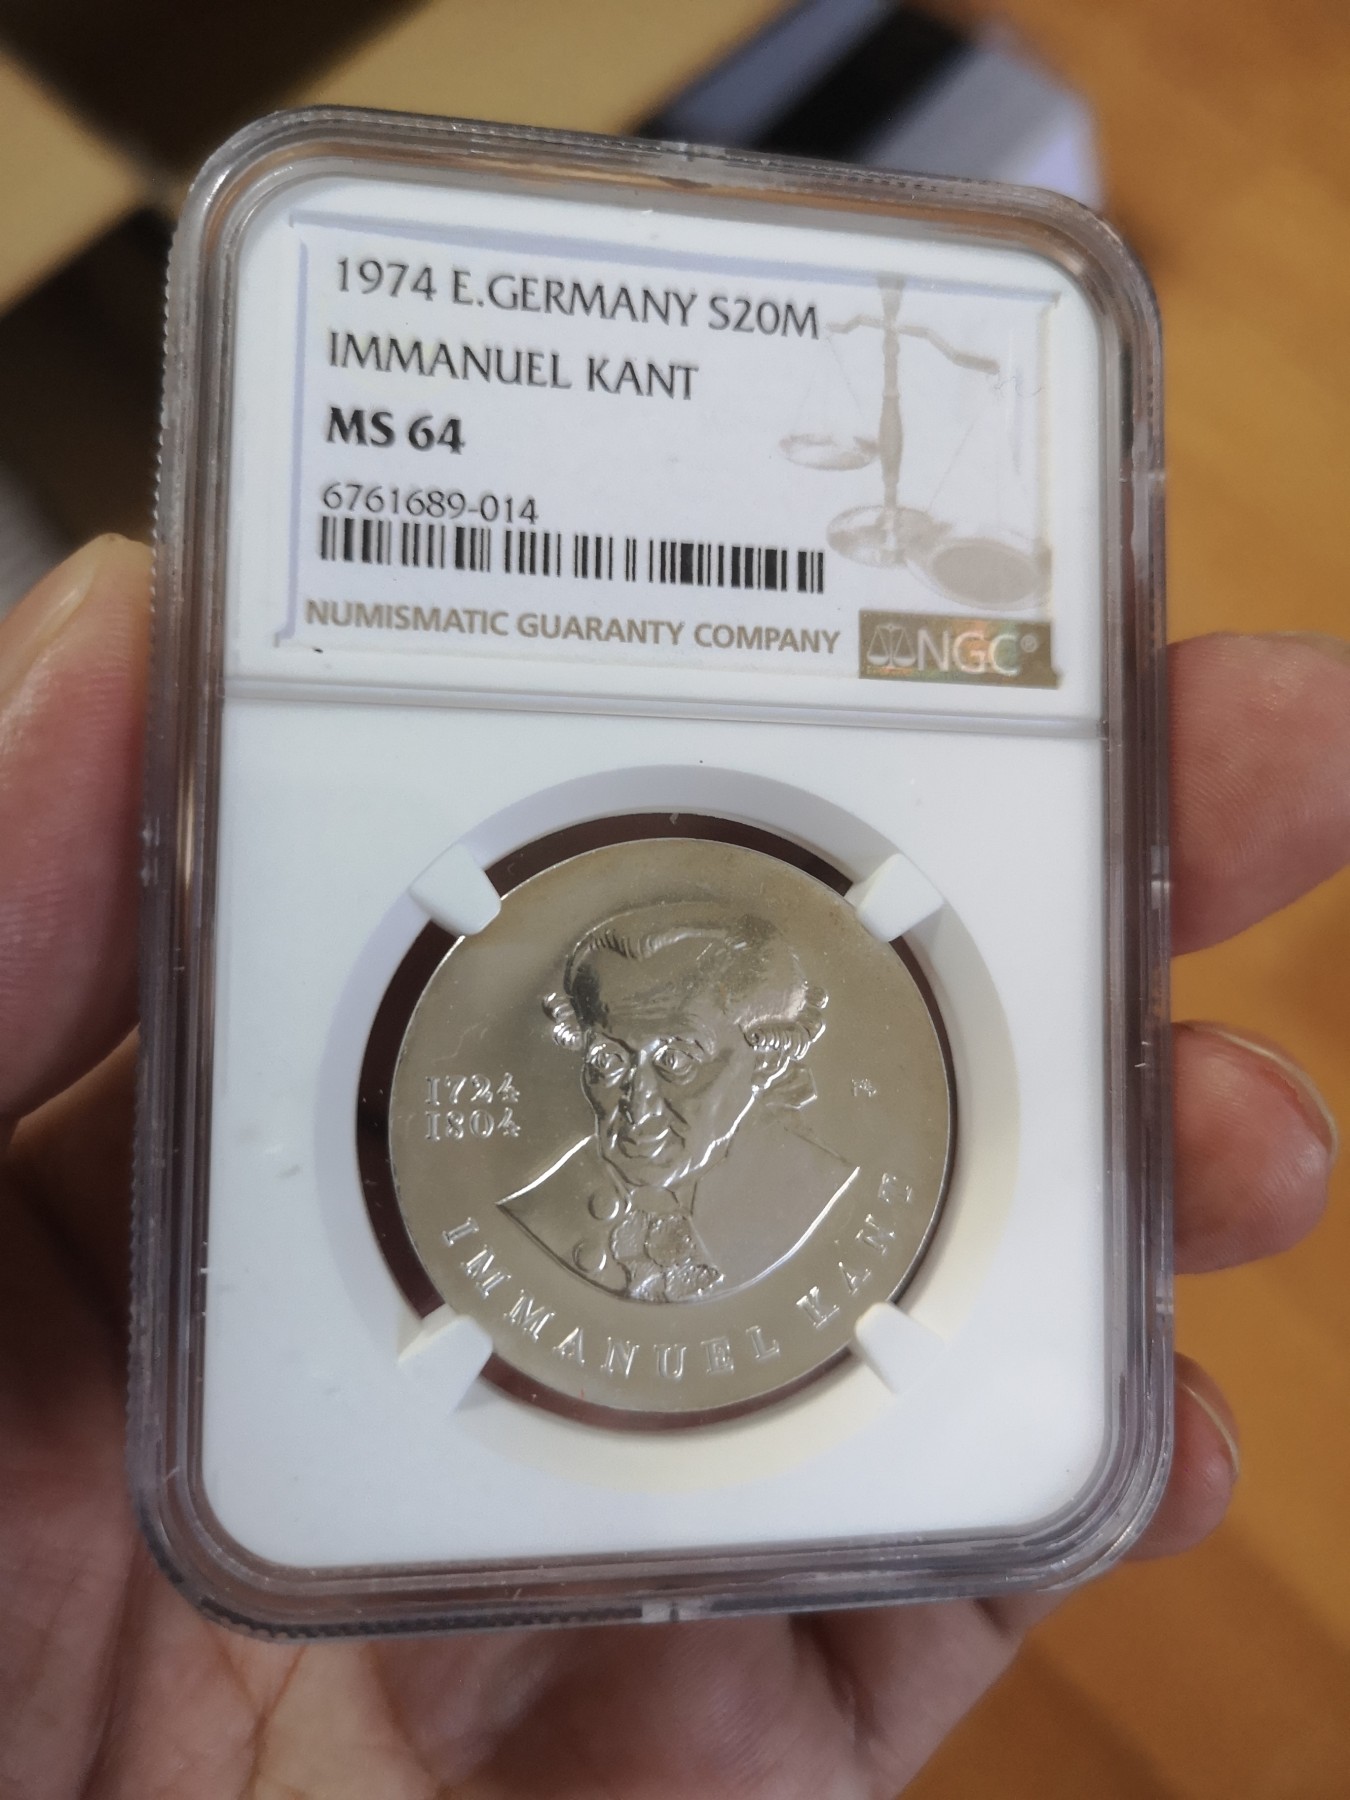 1974 E.GERMANY S20M
IMMANUEL KANT
MS 64
6761689-014
NUMISMATIC GUARANTY COMPANY
NGC®
1724
1804
IMMANUEL KANT